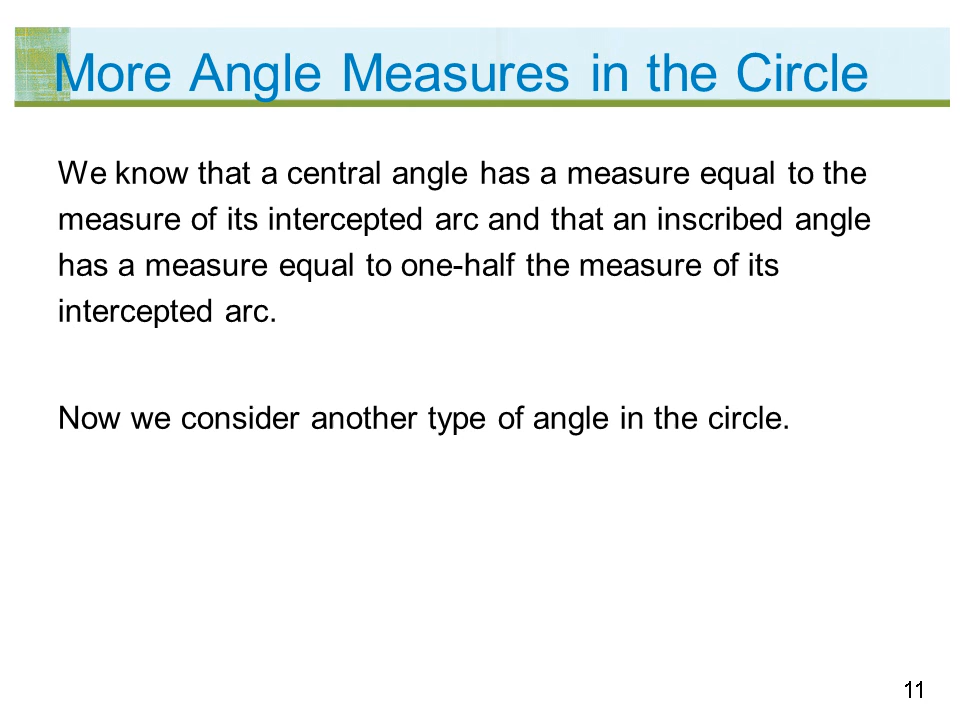 More Angle Measures in the Circle
We know that a central angle has a measure equal to the
measure of its intercepted arc and that an inscribed angle
has a measure equal to one-half the measure of its
intercepted arc.
Now we consider another type of angle in the circle.
11